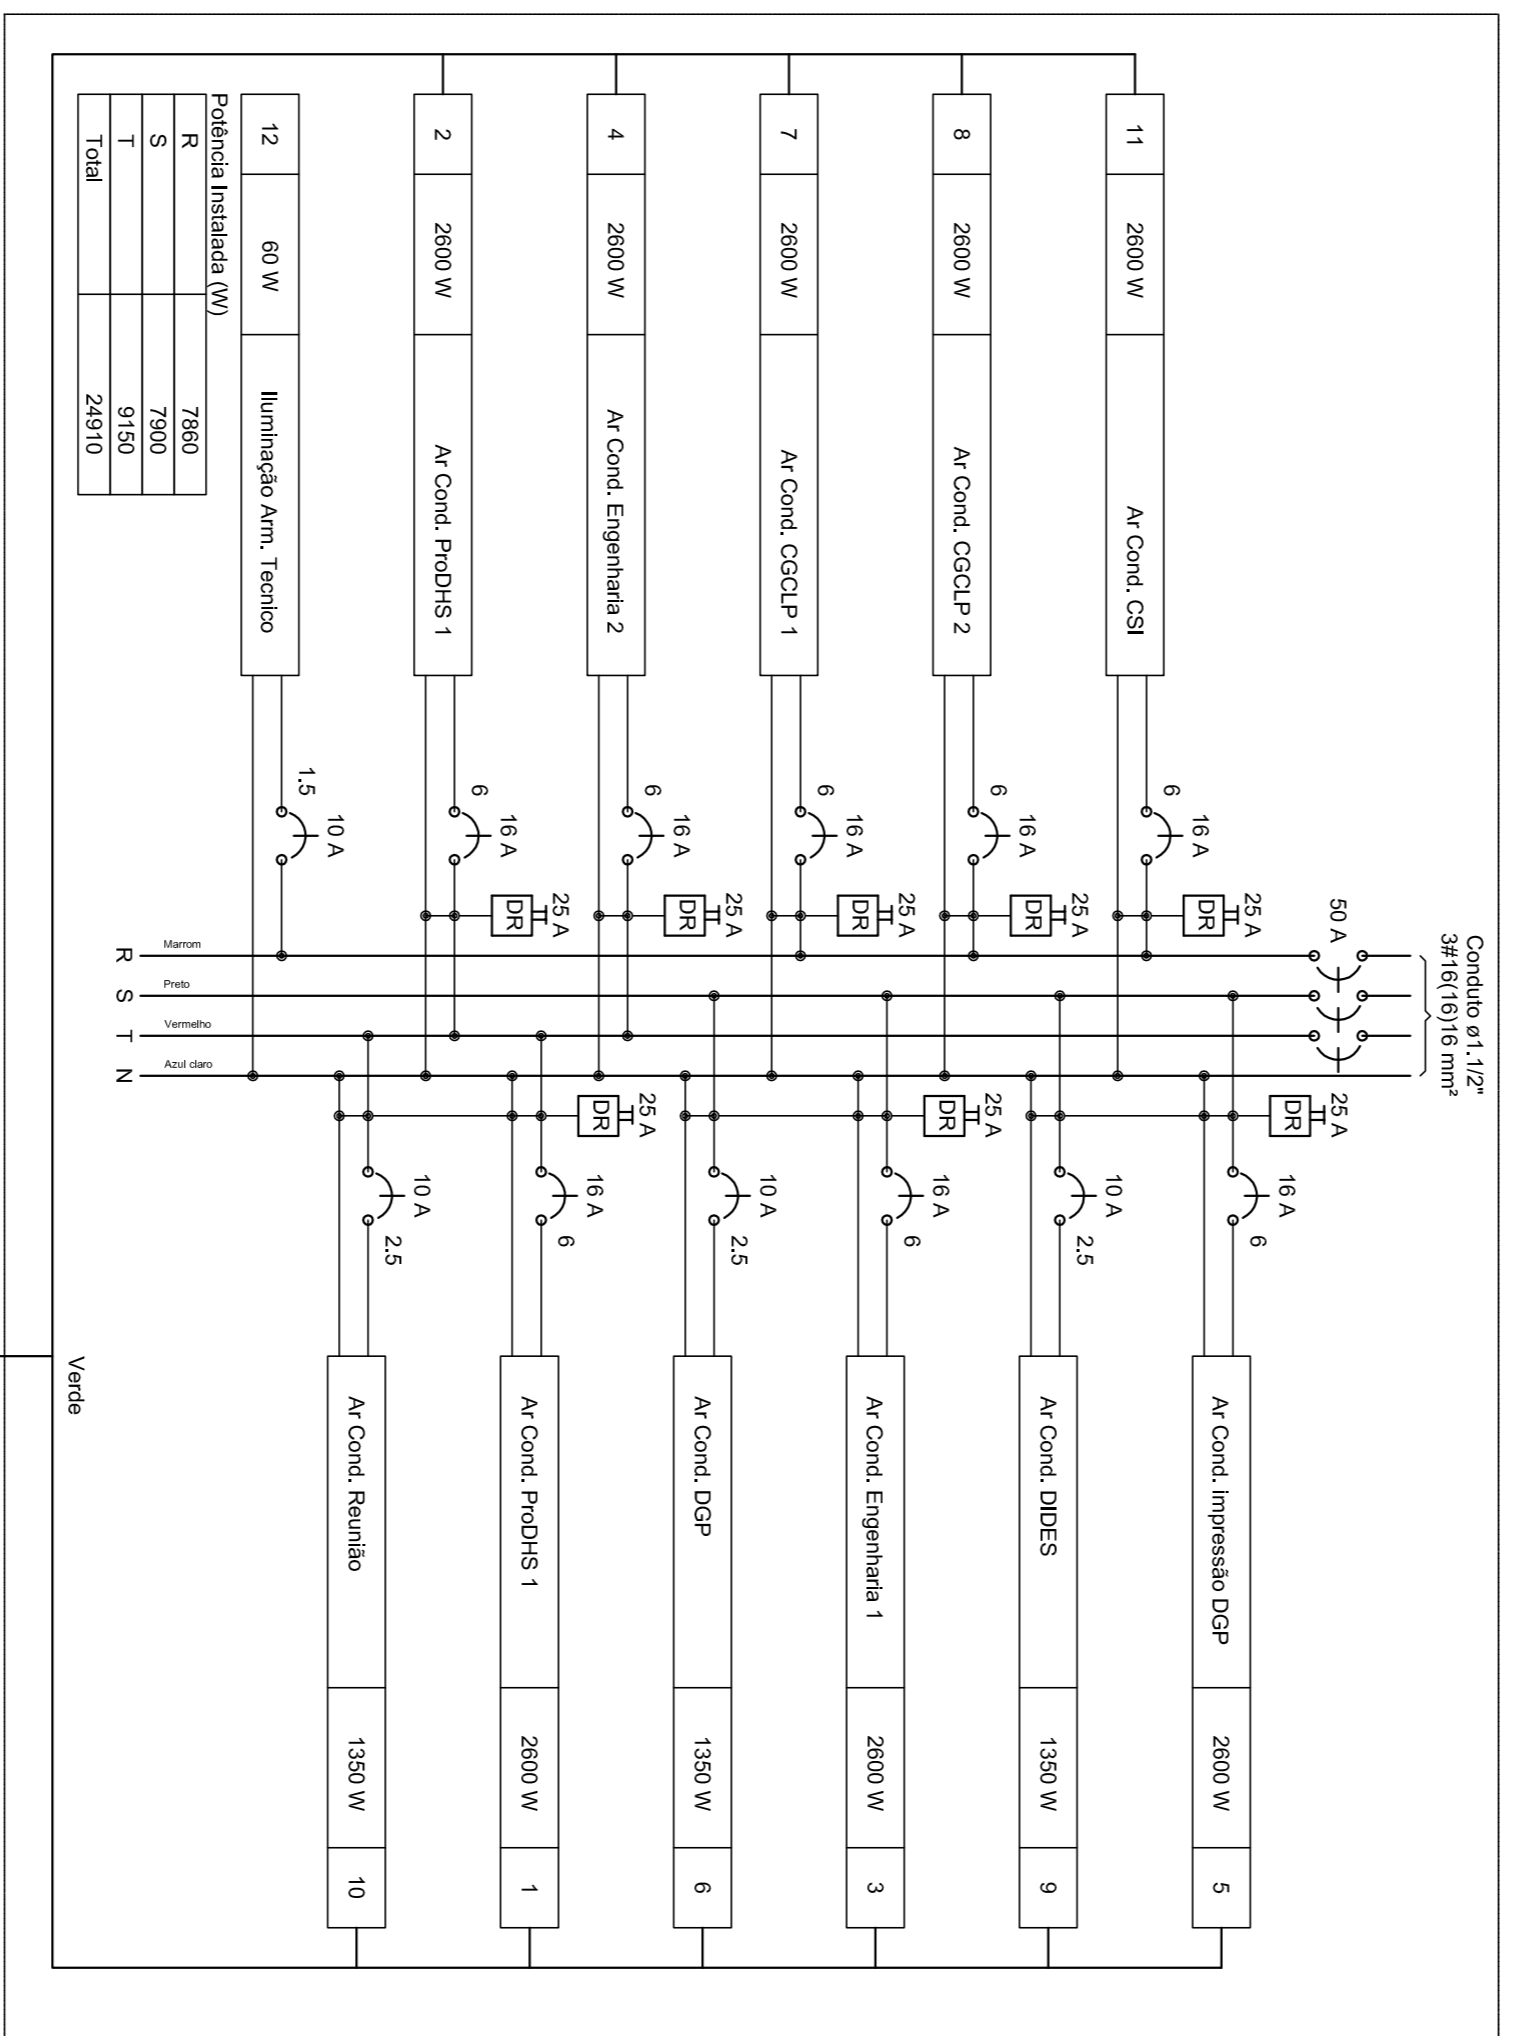 Conduto ø1.1/2"
3#16(16)16 mm²
50 A
25 A
DR
16 A
6
Ar Cond. impressão DGP
2600 W
5
11
2600 W
Ar Cond. CSI
6
16 A
25 A
DR
10 A
2.5
Ar Cond. DIDES
1350 W
9
8
2600 W
Ar Cond. CGCLP 2
6
16 A
25 A
DR
25 A
DR
16 A
6
Ar Cond. Engenharia 1
2600 W
3
7
2600 W
Ar Cond. CGCLP 1
6
16 A
25 A
DR
10 A
2.5
Ar Cond. DGP
1350 W
6
4
2600 W
Ar Cond. Engenharia 2
6
16 A
25 A
DR
25 A
DR
16 A
6
Ar Cond. ProDHS 1
2600 W
1
2
2600 W
Ar Cond. ProDHS 1
6
16 A
25 A
DR
10 A
2.5
Ar Cond. Reunião
1350 W
10
12
60 W
Iluminação Arm. Tecnico
1.5
10 A
Potência Instalada (W)
R 7860
S 7900
T 9150
Total 24910
Marrom
Preto
Vermelho
Azul claro
R S T N
Verde